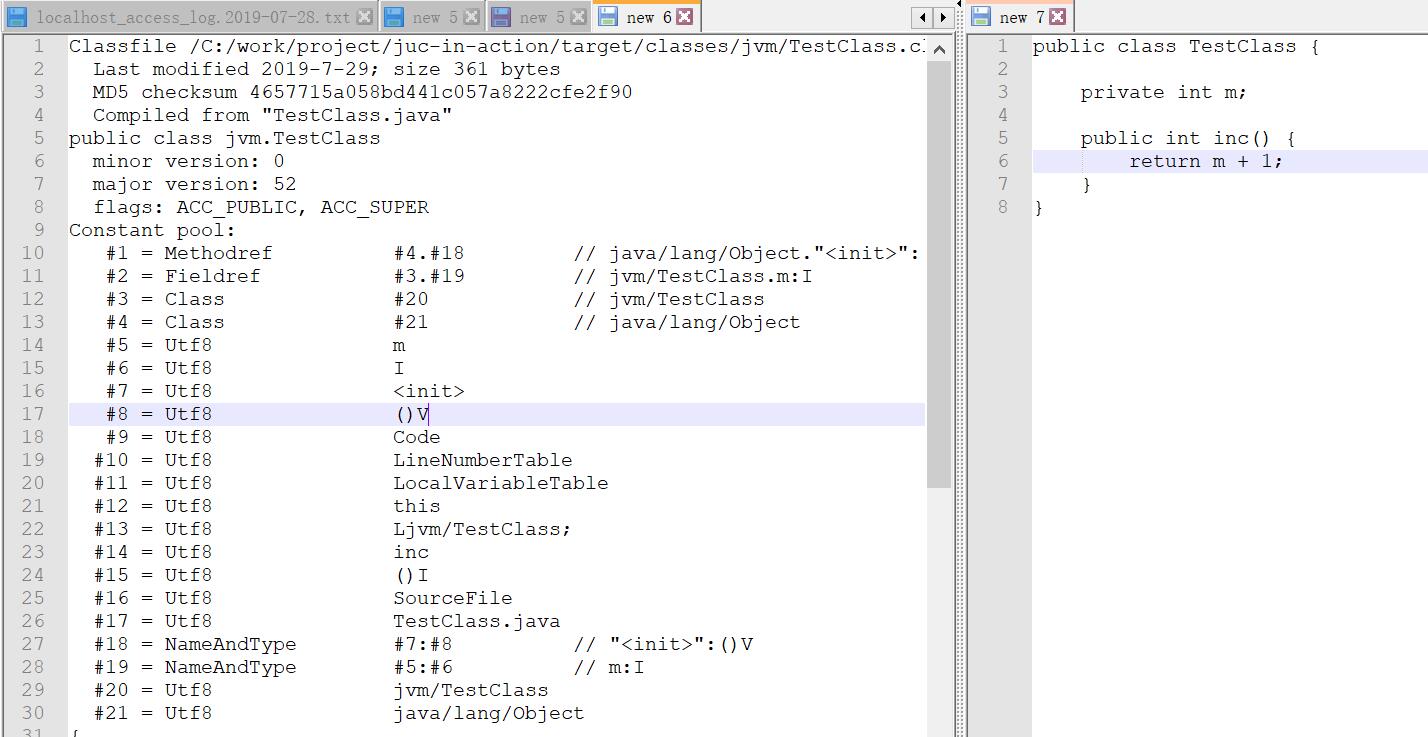 localhost_access_log.2019-07-28.txt new 5 new 5 new 6
1 Classfile /C:/work/project/juc-in-action/target/classes/jvm/TestClass.cl
2 Last modified 2019-7-29; size 361 bytes
3 MD5 checksum 4657715a058bd441c057a8222cfe2f90
4 Compiled from "TestClass.java"
5 public class jvm.TestClass
6 minor version: 0
7 major version: 52
8 flags: ACC_PUBLIC, ACC_SUPER
9 Constant pool:
10 #1 = Methodref #4.#18 // java/lang/Object."<init>":
11 #2 = Fieldref #3.#19 // jvm/TestClass.m:I
12 #3 = Class #20 // jvm/TestClass
13 #4 = Class #21 // java/lang/Object
14 #5 = Utf8 m
15 #6 = Utf8 I
16 #7 = Utf8 <init>
17 #8 = Utf8 ()V
18 #9 = Utf8 Code
19 #10 = Utf8 LineNumberTable
20 #11 = Utf8 LocalVariableTable
21 #12 = Utf8 this
22 #13 = Utf8 Ljvm/TestClass;
23 #14 = Utf8 inc
24 #15 = Utf8 ()I
25 #16 = Utf8 SourceFile
26 #17 = Utf8 TestClass.java
27 #18 = NameAndType #7:#8 // "<init>":()V
28 #19 = NameAndType #5:#6 // m:I
29 #20 = Utf8 jvm/TestClass
30 #21 = Utf8 java/lang/Object
31 {
new 7
1 public class TestClass {
2
3 private int m;
4
5 public int inc() {
6 return m + 1;
7 }
8 }